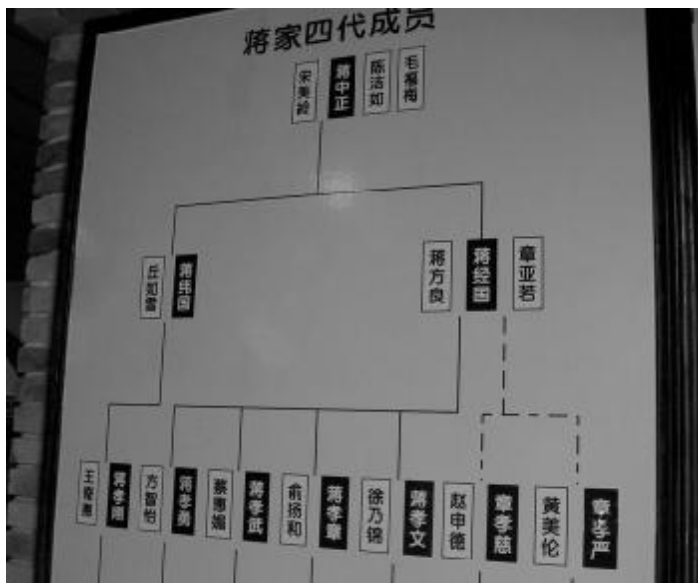 蒋家四代成员
宋美龄
蒋中正
陈洁如
毛福梅
丘如雪
蒋纬国
蒋方良
蒋经国
章亚若
蒋孝刚
方智怡
蒋孝勇
蔡惠媚
蒋孝武
俞扬和
蒋孝章
徐乃锦
蒋孝文
赵申德
章孝慈
黄美伦
章孝严